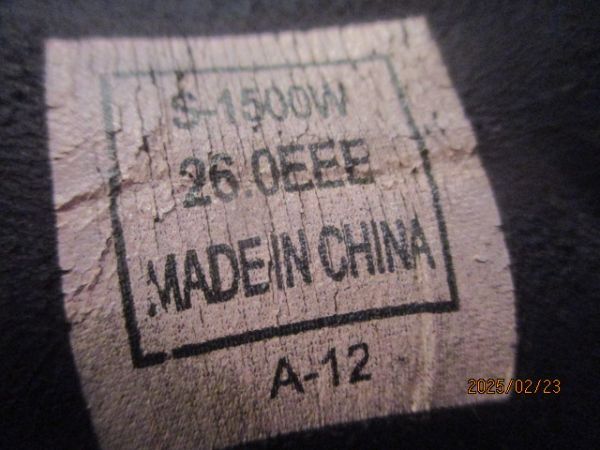 S-1500W
26.0EEE
MADE IN CHINA
A-12
2025/02/23